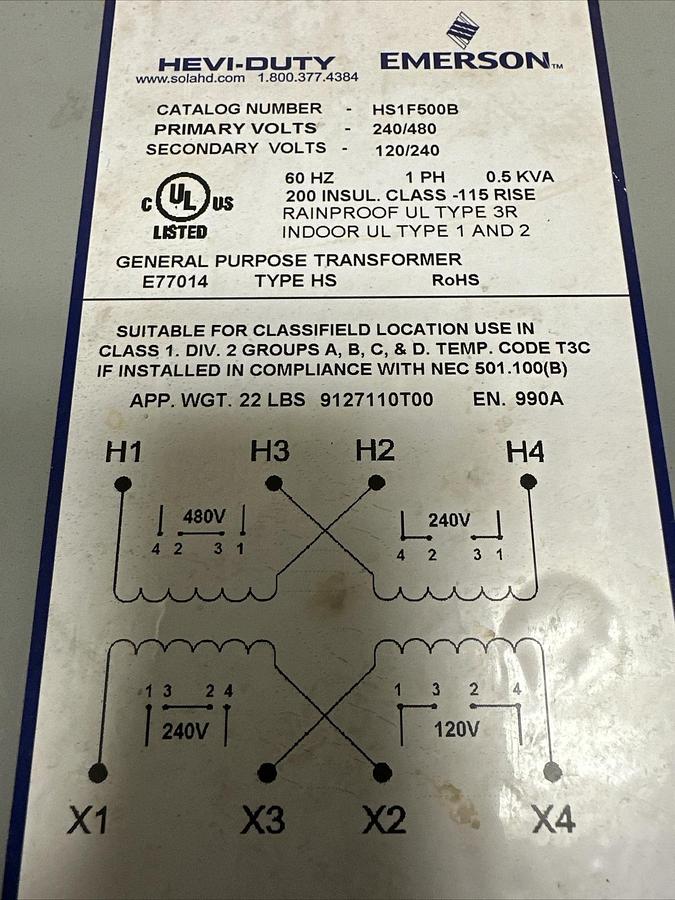 HEVI-DUTY
www.solahd.com 1.800.377.4384
EMERSON™
CATALOG NUMBER - HS1F500B
PRIMARY VOLTS - 240/480
SECONDARY VOLTS - 120/240
60 HZ 1 PH 0.5 KVA
200 INSUL. CLASS -115 RISE
RAINPROOF UL TYPE 3R
INDOOR UL TYPE 1 AND 2
C UL US
LISTED
GENERAL PURPOSE TRANSFORMER
E77014 TYPE HS RoHS
SUITABLE FOR CLASSIFIELD LOCATION USE IN
CLASS 1. DIV. 2 GROUPS A, B, C, & D. TEMP. CODE T3C
IF INSTALLED IN COMPLIANCE WITH NEC 501.100(B)
APP. WGT. 22 LBS 9127110T00 EN. 990A
H1 H3 H2 H4
480V 240V
4 2 3 1 4 2 3 1
1 3 2 4 1 3 2 4
240V 120V
X1 X3 X2 X4